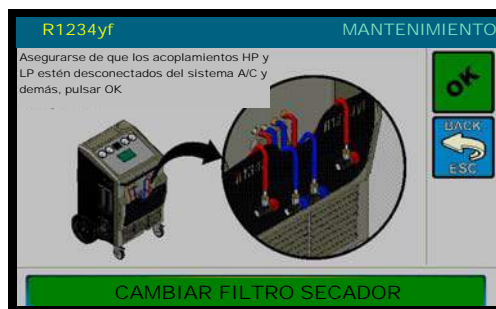 R1234yf
MANTENIMIENTO
Asegurarse de que los acoplamientos HP y
LP estén desconectados del sistema A/C y
demás, pulsar OK
OK
BACK
ESC
CAMBIAR FILTRO SECADOR